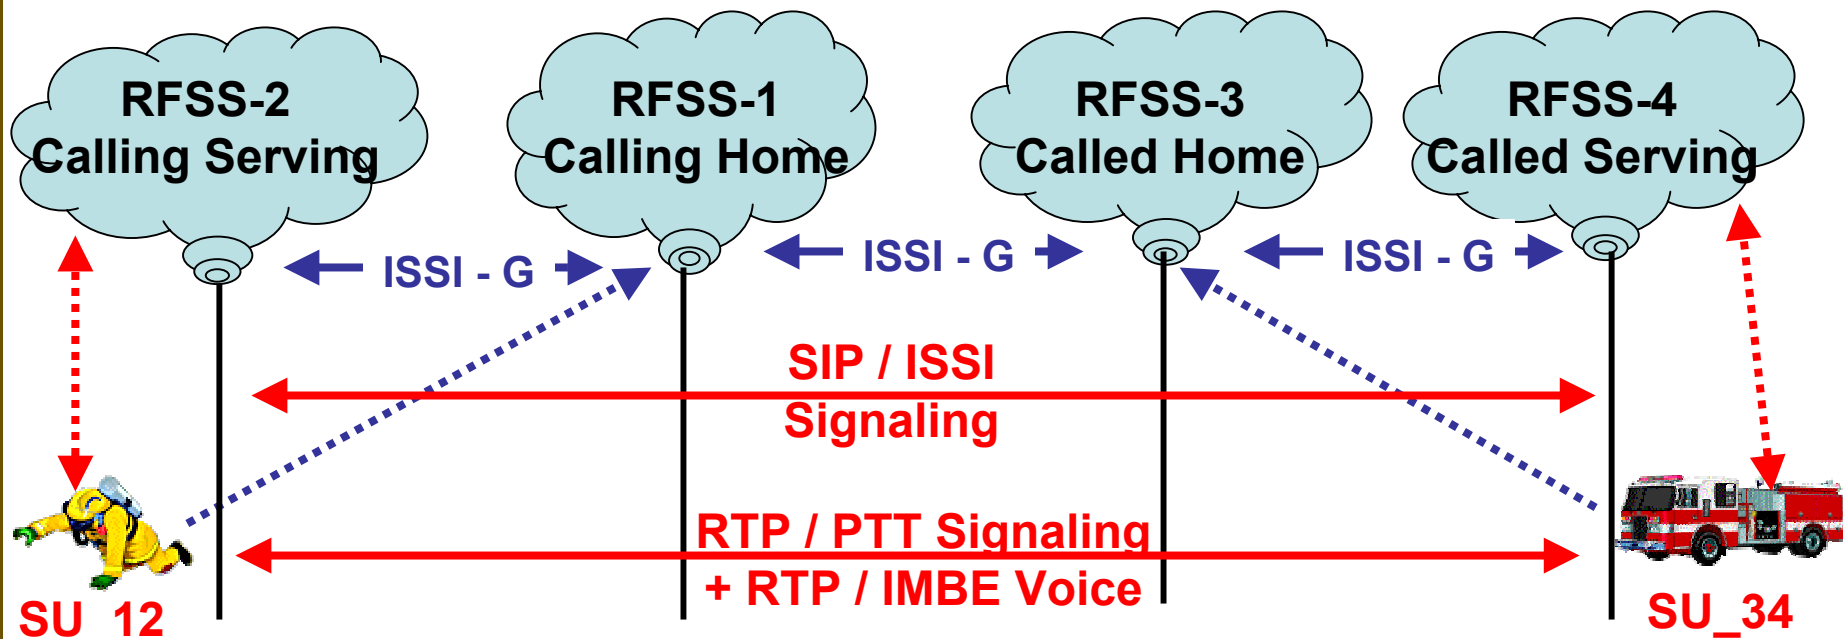 RFSS-2
Calling Serving
RFSS-1
Calling Home
RFSS-3
Called Home
RFSS-4
Called Serving
ISSI - G
ISSI - G
ISSI - G
SIP / ISSI
Signaling
RTP / PTT Signaling
+ RTP / IMBE Voice
SU_12
SU_34